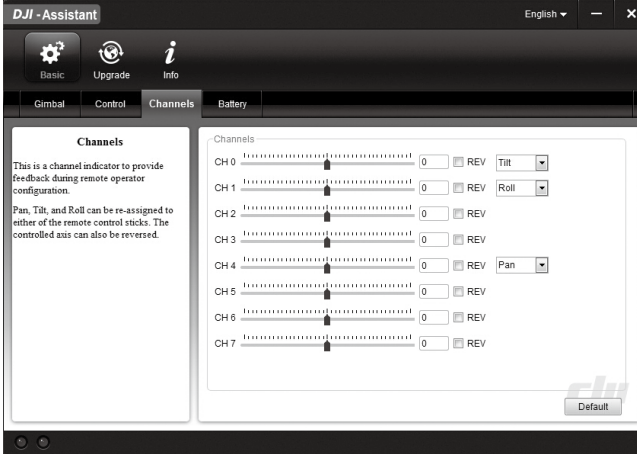 DJI - Assistant
English
Basic
Upgrade
Info
Gimbal
Control
Channels
Battery
Channels
This is a channel indicator to provide
feedback during remote operator
configuration.
Pan, Tilt, and Roll can be re-assigned to
either of the remote control sticks. The
controlled axis can also be reversed.
Channels
CH 0 0 REV Tilt
CH 1 0 REV Roll
CH 2 0 REV
CH 3 0 REV
CH 4 0 REV Pan
CH 5 0 REV
CH 6 0 REV
CH 7 0 REV
dji
Default